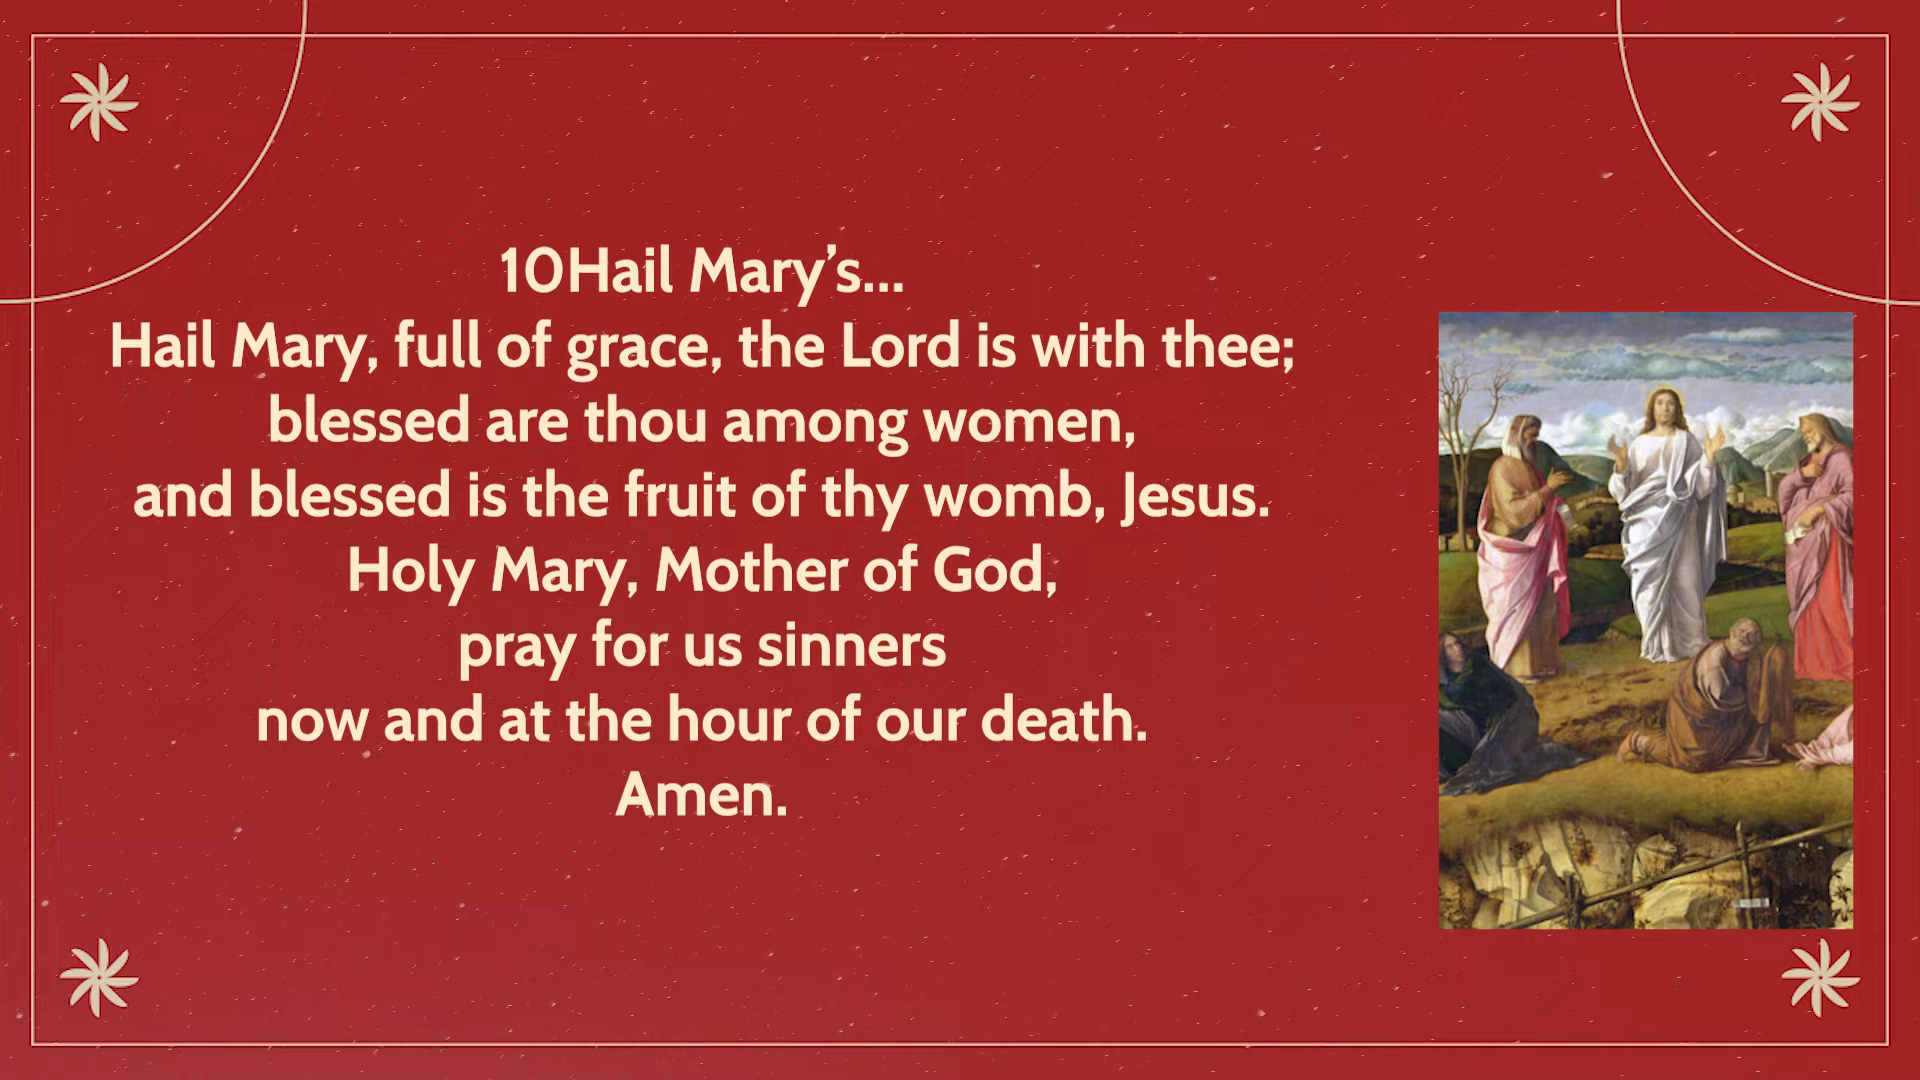 10Hail Mary’s...
Hail Mary, full of grace, the Lord is with thee;
blessed are thou among women,
and blessed is the fruit of thy womb, Jesus.
Holy Mary, Mother of God,
pray for us sinners
now and at the hour of our death.
Amen.